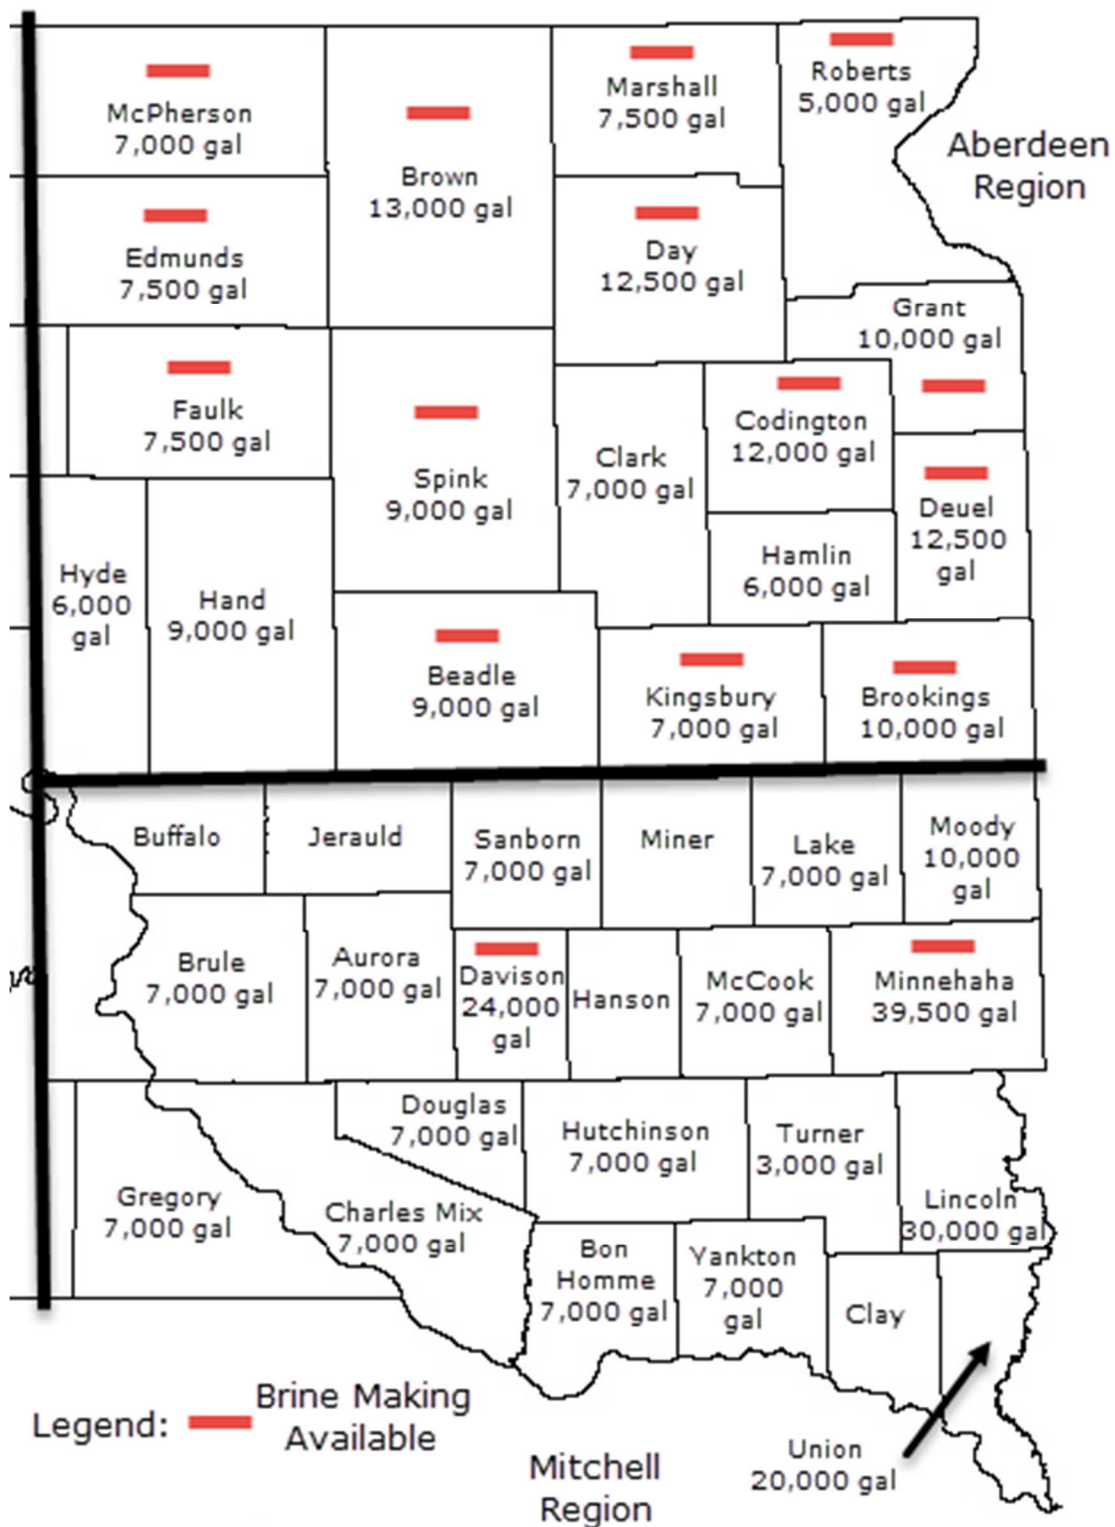 McPherson
7,000 gal
Brown
13,000 gal
Marshall
7,500 gal
Roberts
5,000 gal
Aberdeen
Region
Edmunds
7,500 gal
Day
12,500 gal
Grant
10,000 gal
Faulk
7,500 gal
Spink
9,000 gal
Clark
7,000 gal
Codington
12,000 gal
Deuel
12,500
gal
Hyde
6,000
gal
Hand
9,000 gal
Hamlin
6,000 gal
Beadle
9,000 gal
Kingsbury
7,000 gal
Brookings
10,000 gal
Buffalo
Jerauld
Sanborn
7,000 gal
Miner
Lake
7,000 gal
Moody
10,000
gal
Brule
7,000 gal
Aurora
7,000 gal
Davison
24,000
gal
Hanson
McCook
7,000 gal
Minnehaha
39,500 gal
Douglas
7,000 gal
Hutchinson
7,000 gal
Turner
3,000 gal
Lincoln
30,000 gal
Gregory
7,000 gal
Charles Mix
7,000 gal
Bon
Homme
7,000 gal
Yankton
7,000
gal
Clay
Union
20,000 gal
Legend:
Brine Making
Available
Mitchell
Region